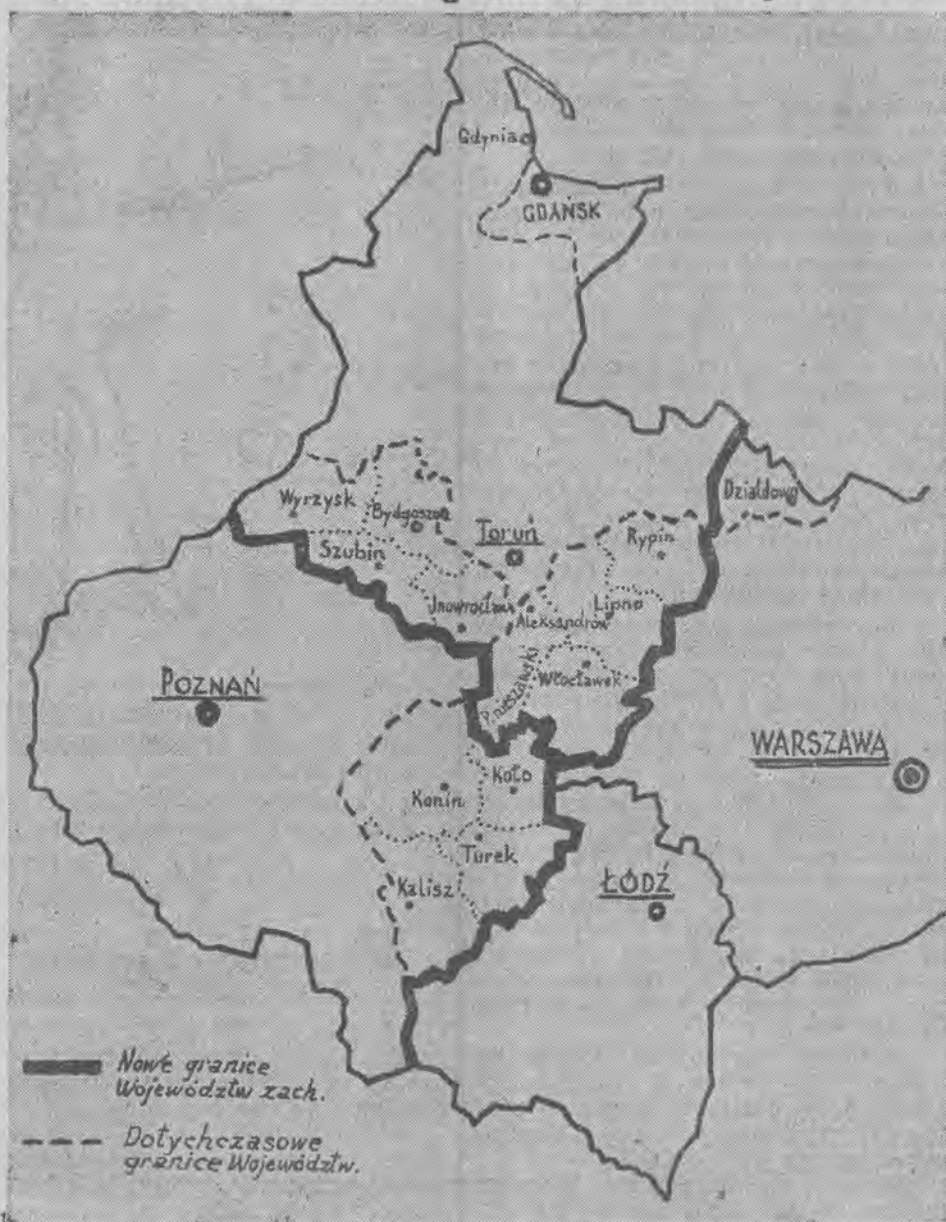 Gdynia
GDAŃSK
Działdowo
Wyrzysk
Bydgoszcz
Toruń
Rypin
Szubin
Lipno
Inowrocław
Aleksandrów
Włocławek
POZNAŃ
WARSZAWA
Koło
Konin
Turek
ŁÓDŹ
Kalisz
Nowe granice
Województw zach.
Dotychczasowe
granice Województw.